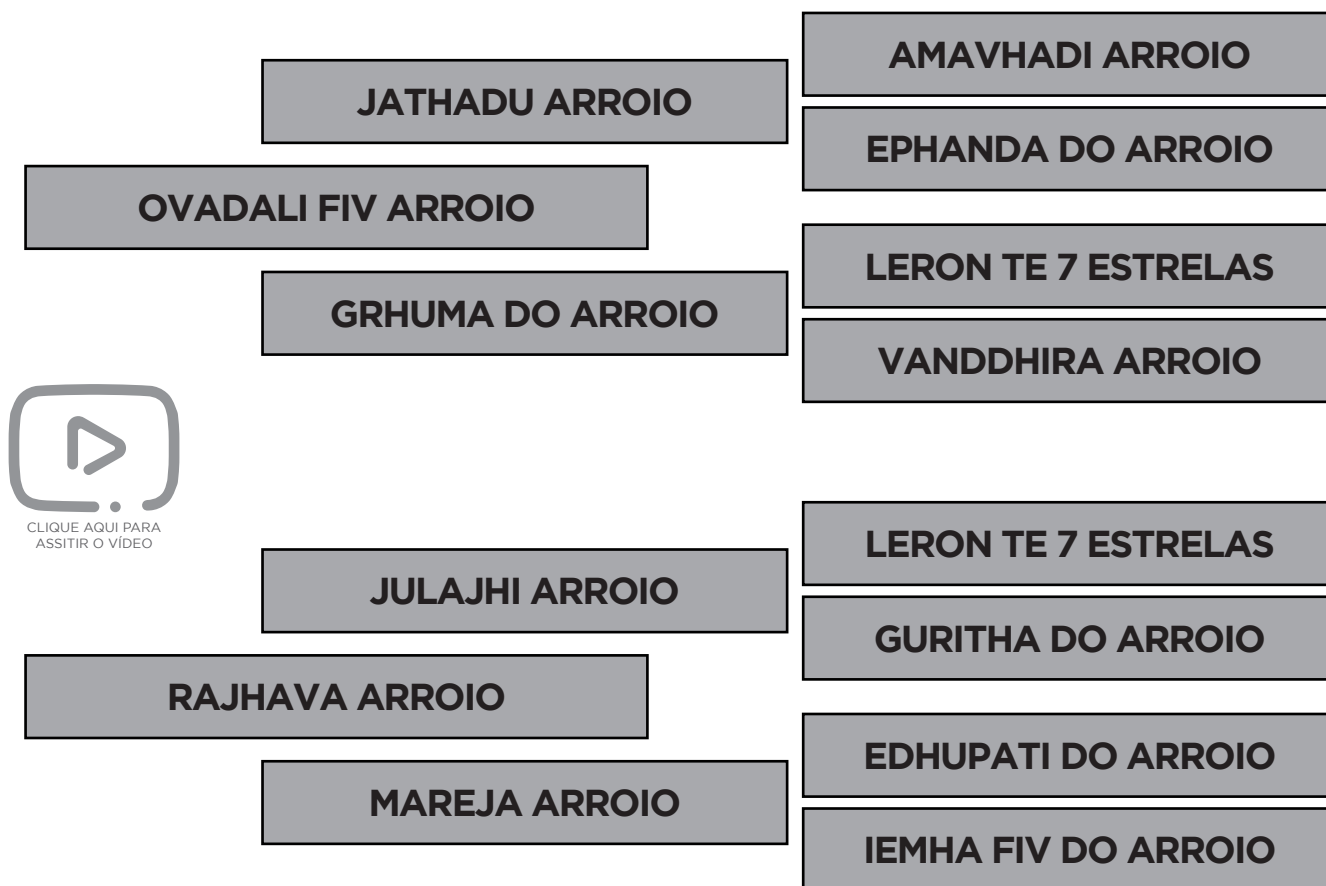 AMAVHADI ARROIO
JATHADU ARROIO
EPHANDA DO ARROIO
OVADALI FIV ARROIO
LERON TE 7 ESTRELAS
GRHUMA DO ARROIO
VANDDHIRA ARROIO
CLIQUE AQUI PARA
ASSITIR O VÍDEO
LERON TE 7 ESTRELAS
JULAJHI ARROIO
GURITHA DO ARROIO
RAJHAVA ARROIO
EDHUPATI DO ARROIO
MAREJA ARROIO
IEMHA FIV DO ARROIO